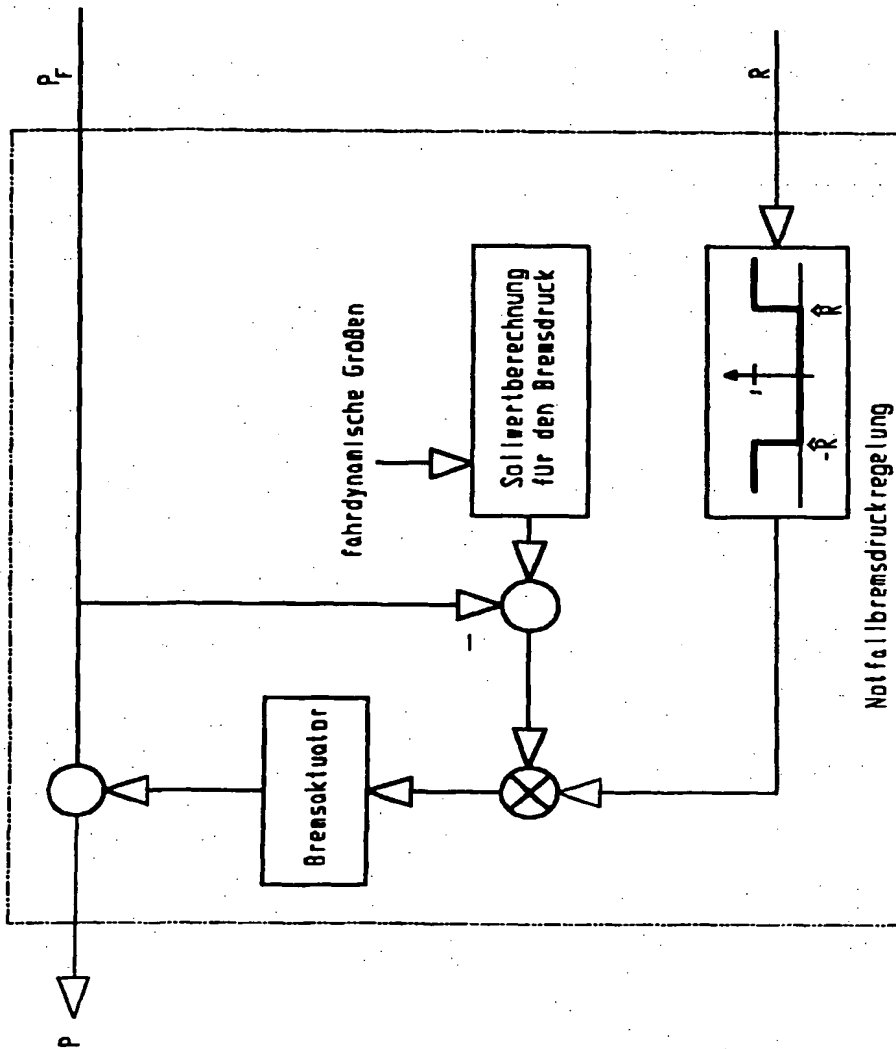 P
P_F
R
Bremsaktuator
fahrdynamische Größen
Sollwertberechnung
für den Bremsdruck
−
1
-R̂
R̂
Notfallbremsdruckregelung